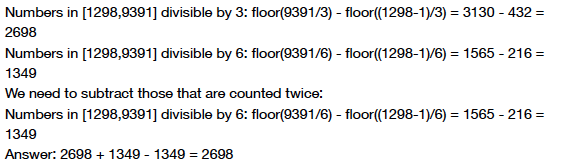 Numbers in [1298,9391] divisible by 3: floor(9391/3) - floor((1298-1)/3) = 3130 - 432 =
2698
Numbers in [1298,9391] divisible by 6: floor(9391/6) - floor((1298-1)/6) = 1565 - 216 =
1349
We need to subtract those that are counted twice:
Numbers in [1298,9391] divisible by 6: floor(9391/6) - floor((1298-1)/6) = 1565 - 216 =
1349
Answer: 2698 + 1349 - 1349 = 2698